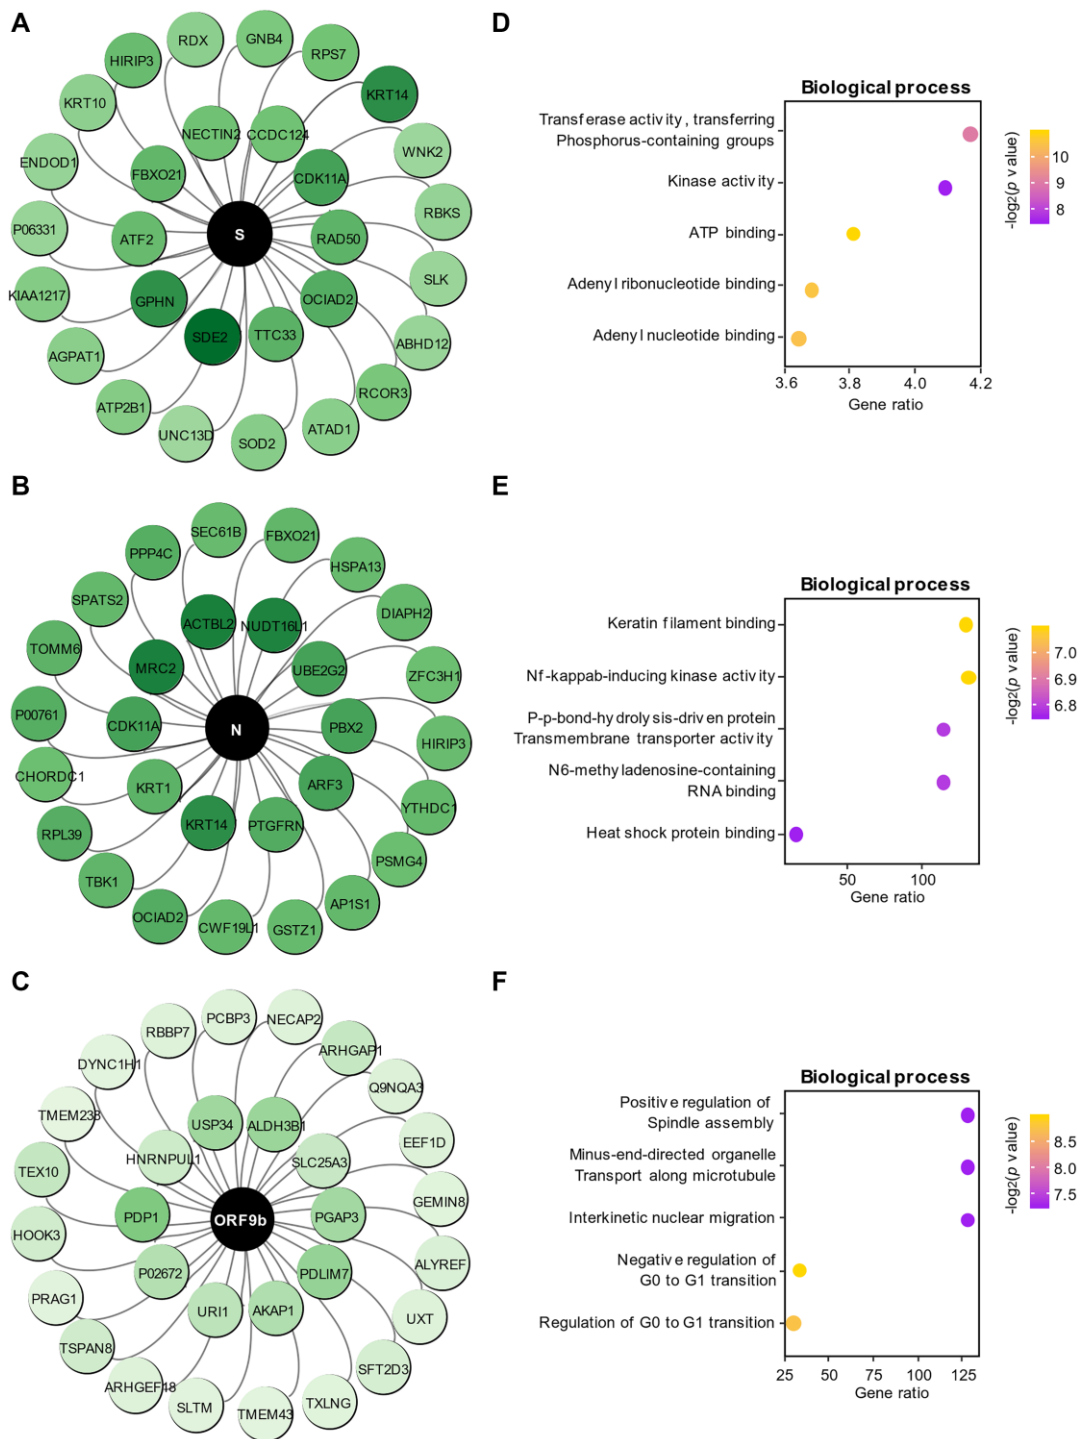 A
RDX
GNB4
HIRIP3
RPS7
KRT10
KRT14
NECTIN2
CCDC124
WNK2
ENDOD1
FBXO21
CDK11A
RBKS
P06331
ATF2
S
RAD50
SLK
KIAA1217
GPHN
OCIAD2
SDE2
TTC33
ABHD12
AGPAT1
RCOR3
ATP2B1
UNC13D
SOD2
ATAD1
D
Biological process
Transferase activity, transferring
Phosphorus-containing groups
Kinase activity
ATP binding
Adenyl ribonucleotide binding
Adenyl nucleotide binding
3.6
3.8
4.0
4.2
Gene ratio
-log2(p value)
10
9
8
B
SEC61B
FBXO21
PPP4C
HSPA13
SPATS2
DIAPH2
ACTBL2
NUDT16L1
TOMM6
MRC2
UBE2G2
ZFC3H1
P00761
CDK11A
N
PBX2
HIRIP3
CHORDC1
KRT1
ARF3
YTHDC1
RPL39
KRT14
PTGFRN
PSMG4
TBK1
AP1S1
OCIAD2
CWF19L1
GSTZ1
E
Biological process
Keratin filament binding
Nf-kappab-inducing kinase activity
P-p-bond-hydrolysis-driven protein
Transmembrane transporter activity
N6-methyladenosine-containing
RNA binding
Heat shock protein binding
50
100
Gene ratio
-log2(p value)
7.0
6.9
6.8
C
PCBP3
NECAP2
RBBP7
ARHGAP1
DYNC1H1
Q9NQA3
TMEM238
USP34
ALDH3B1
EEF1D
HNRNPUL1
SLC25A3
TEX10
GEMIN8
PDP1
ORF9b
PGAP3
HOOK3
ALYREF
P02672
PDLIM7
PRAG1
URI1
AKAP1
UXT
TSPAN8
SFT2D3
ARHGEF18
SLTM
TMEM43
TXLNG
F
Biological process
Positive regulation of
Spindle assembly
Minus-end-directed organelle
Transport along microtubule
Interkinetic nuclear migration
Negative regulation of
G0 to G1 transition
Regulation of G0 to G1 transition
25
50
75
100
125
Gene ratio
-log2(p value)
8.5
8.0
7.5